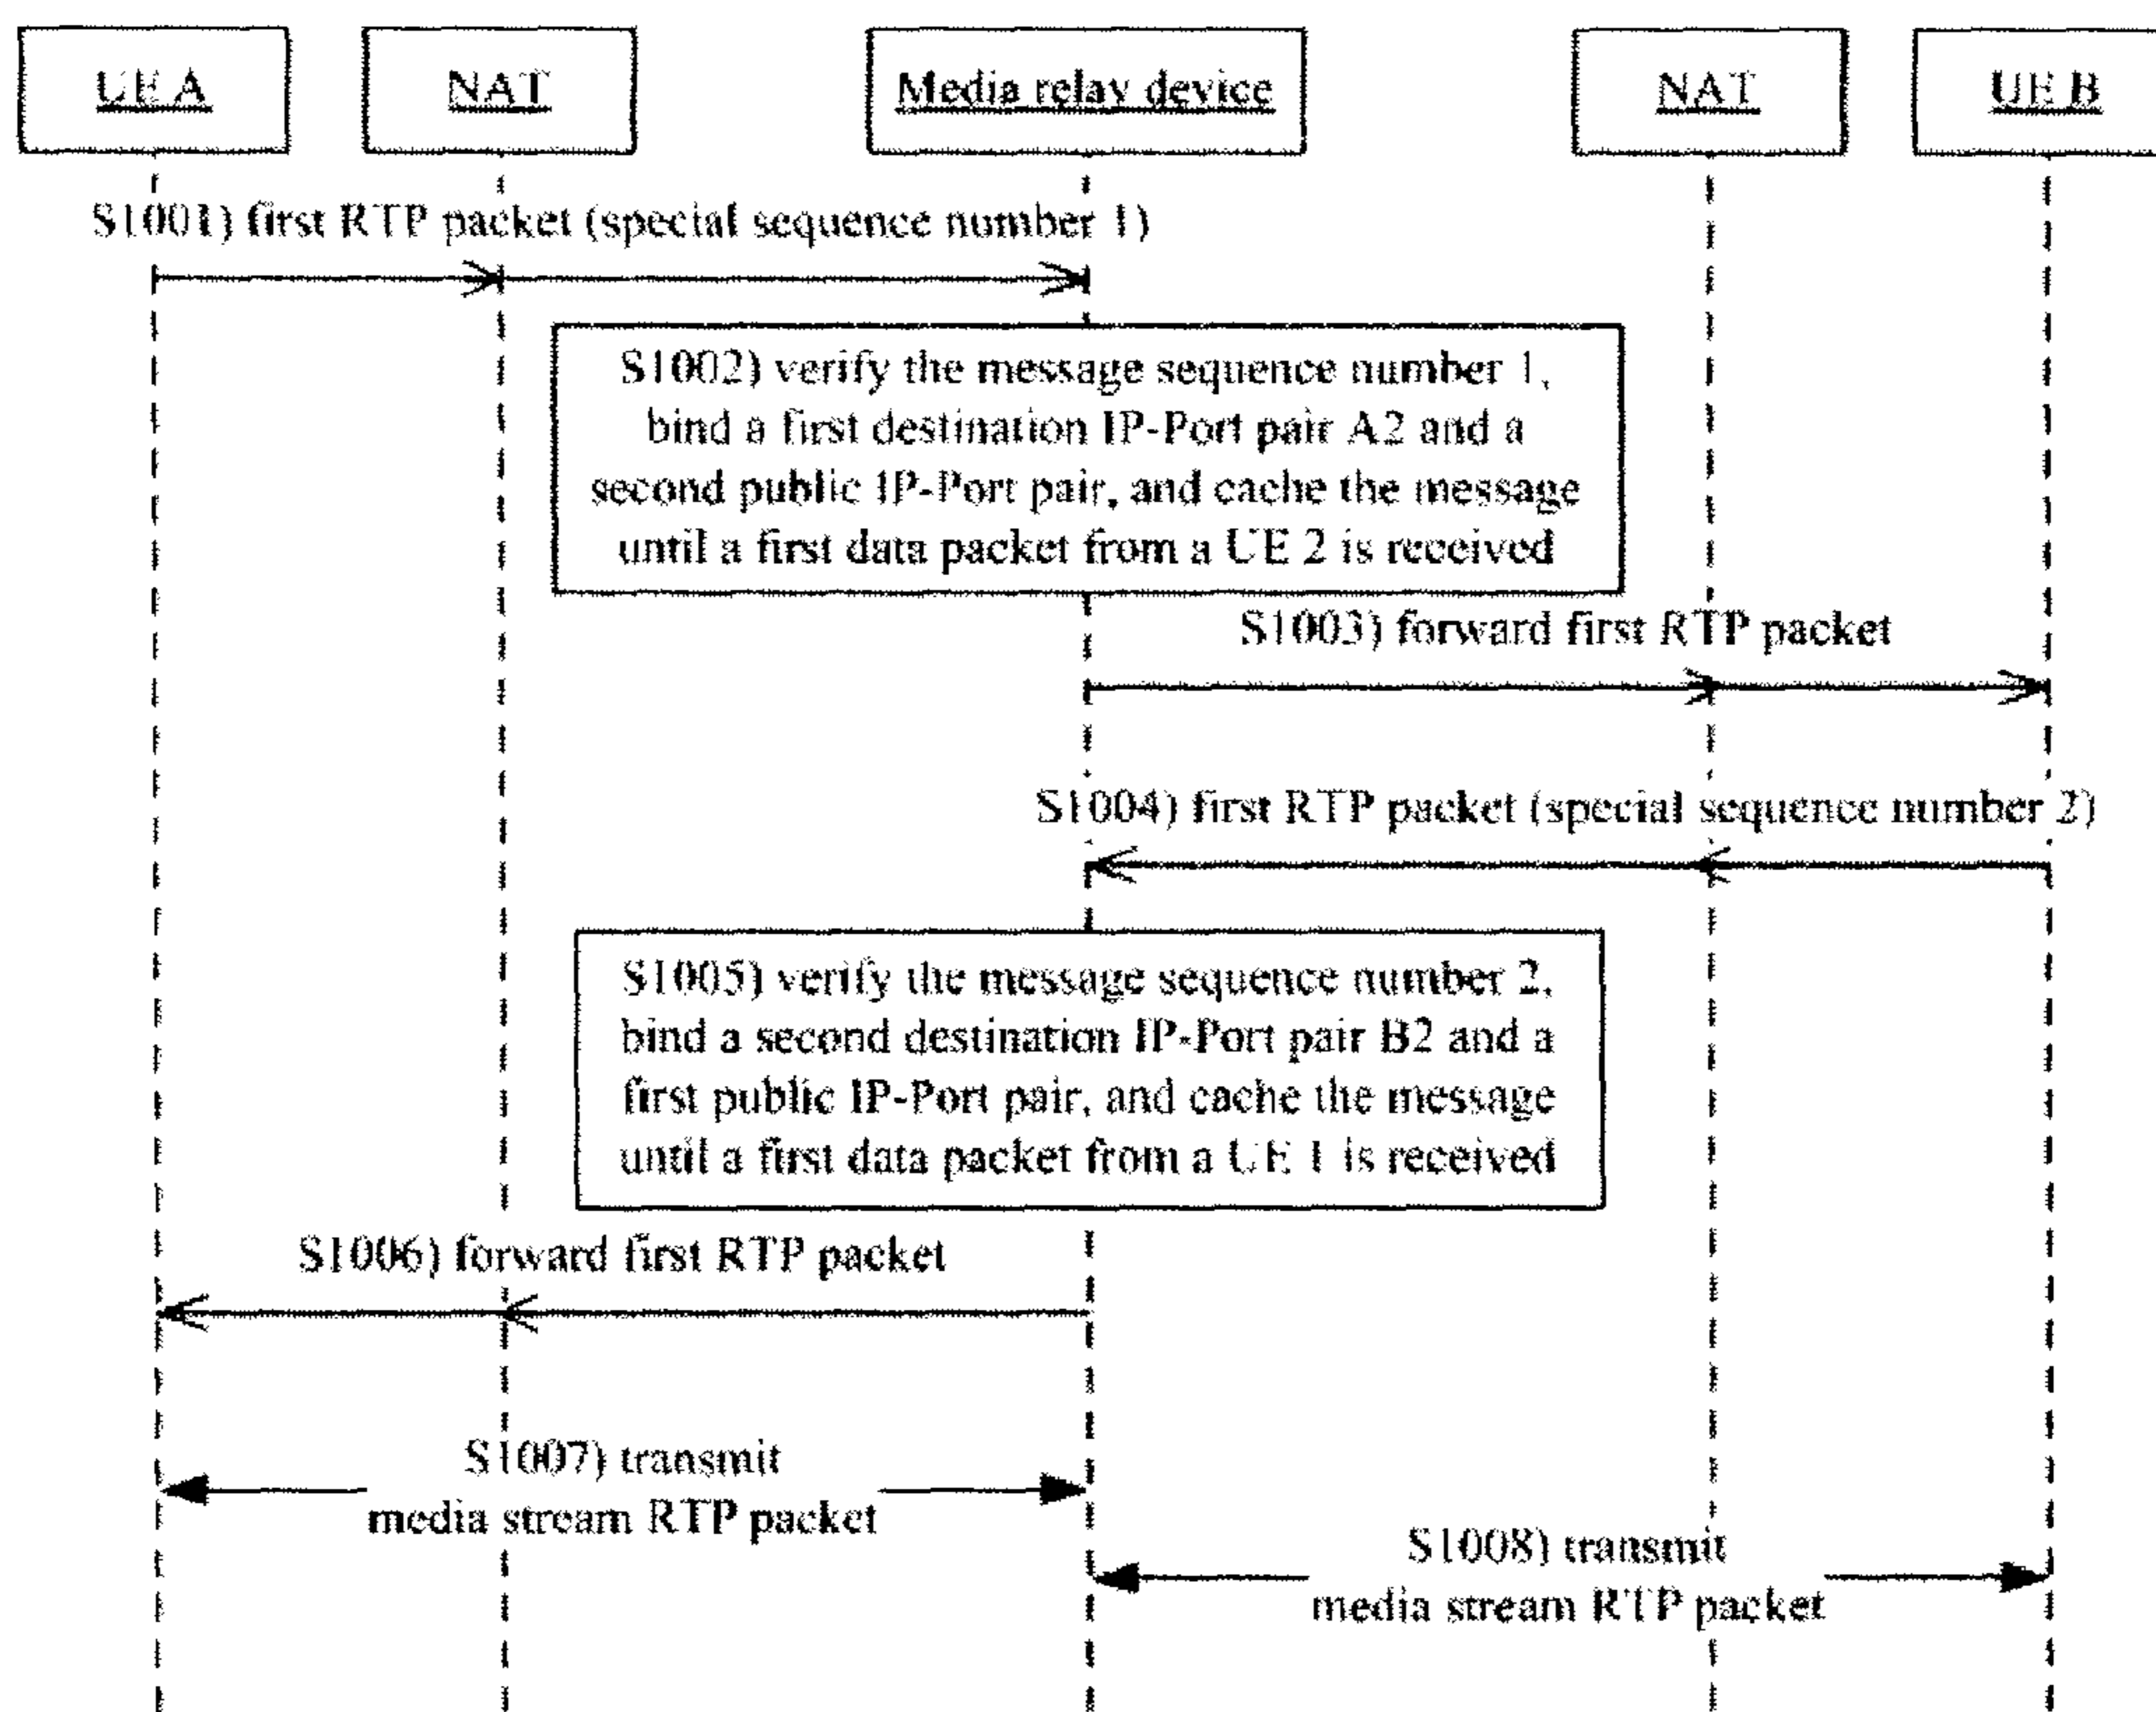 UE A
NAT
Media relay device
NAT
UE B
S1001) first RTP packet (special sequence number 1)
S1002) verify the message sequence number 1,
bind a first destination IP-Port pair A2 and a
second public IP-Port pair, and cache the message
until a first data packet from a UE 2 is received
S1003) forward first RTP packet
S1004) first RTP packet (special sequence number 2)
S1005) verify the message sequence number 2,
bind a second destination IP-Port pair B2 and a
first public IP-Port pair, and cache the message
until a first data packet from a UE 1 is received
S1006) forward first RTP packet
S1007) transmit
media stream RTP packet
S1008) transmit
media stream RTP packet